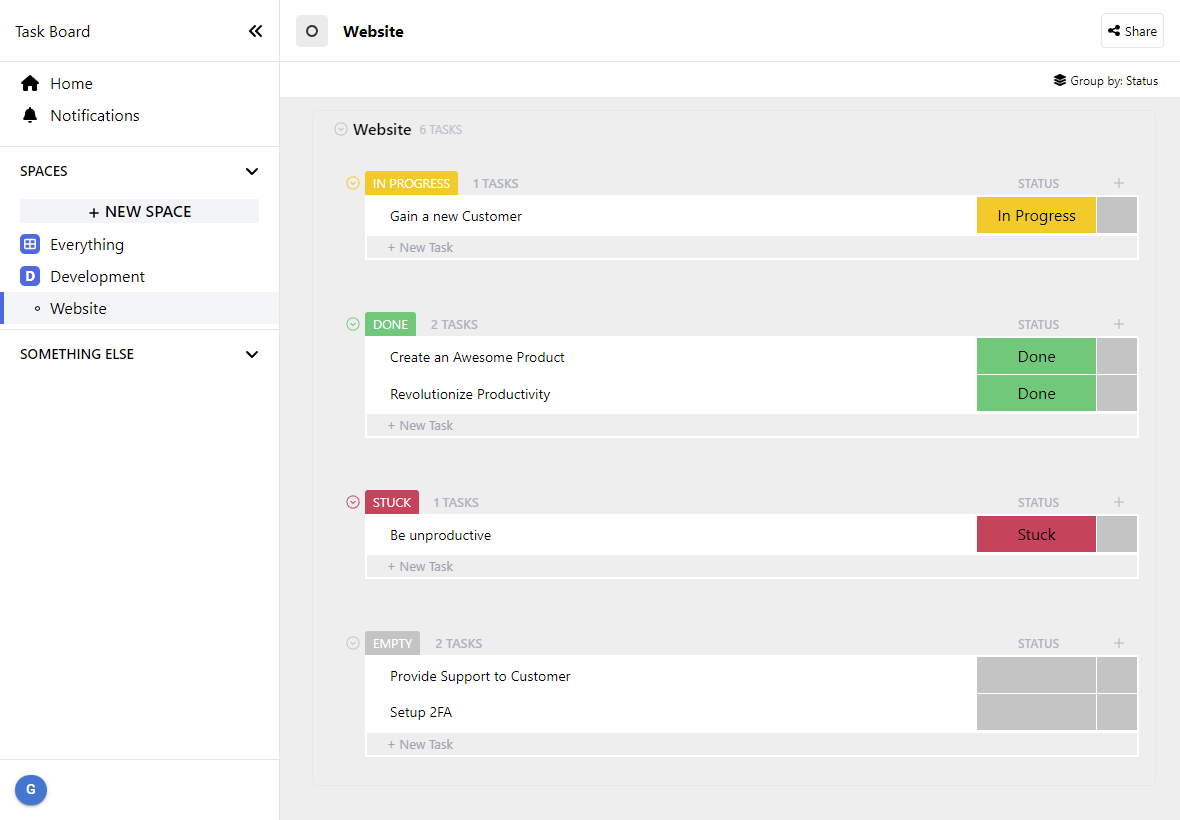 Task Board
Website
Share
Home
Notifications
Group by: Status
SPACES
+ NEW SPACE
Everything
D Development
Website
SOMETHING ELSE
G
Website 6 TASKS
IN PROGRESS 1 TASKS STATUS +
Gain a new Customer In Progress
+ New Task
DONE 2 TASKS STATUS +
Create an Awesome Product Done
Revolutionize Productivity Done
+ New Task
STUCK 1 TASKS STATUS +
Be unproductive Stuck
+ New Task
EMPTY 2 TASKS STATUS +
Provide Support to Customer
Setup 2FA
+ New Task